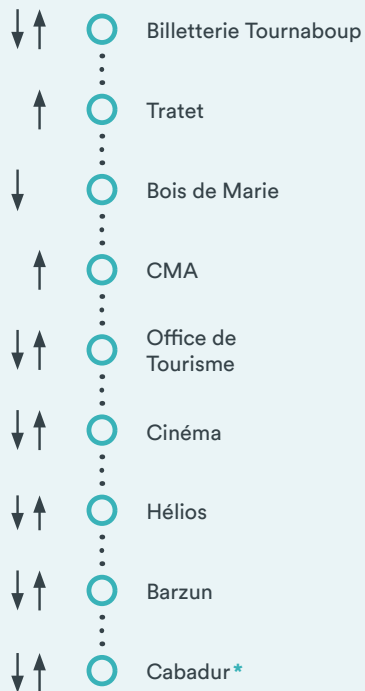 Billetterie Tournaboup
Tratet
Bois de Marie
CMA
Office de
Tourisme
Cinéma
Hélios
Barzun
Cabadur*